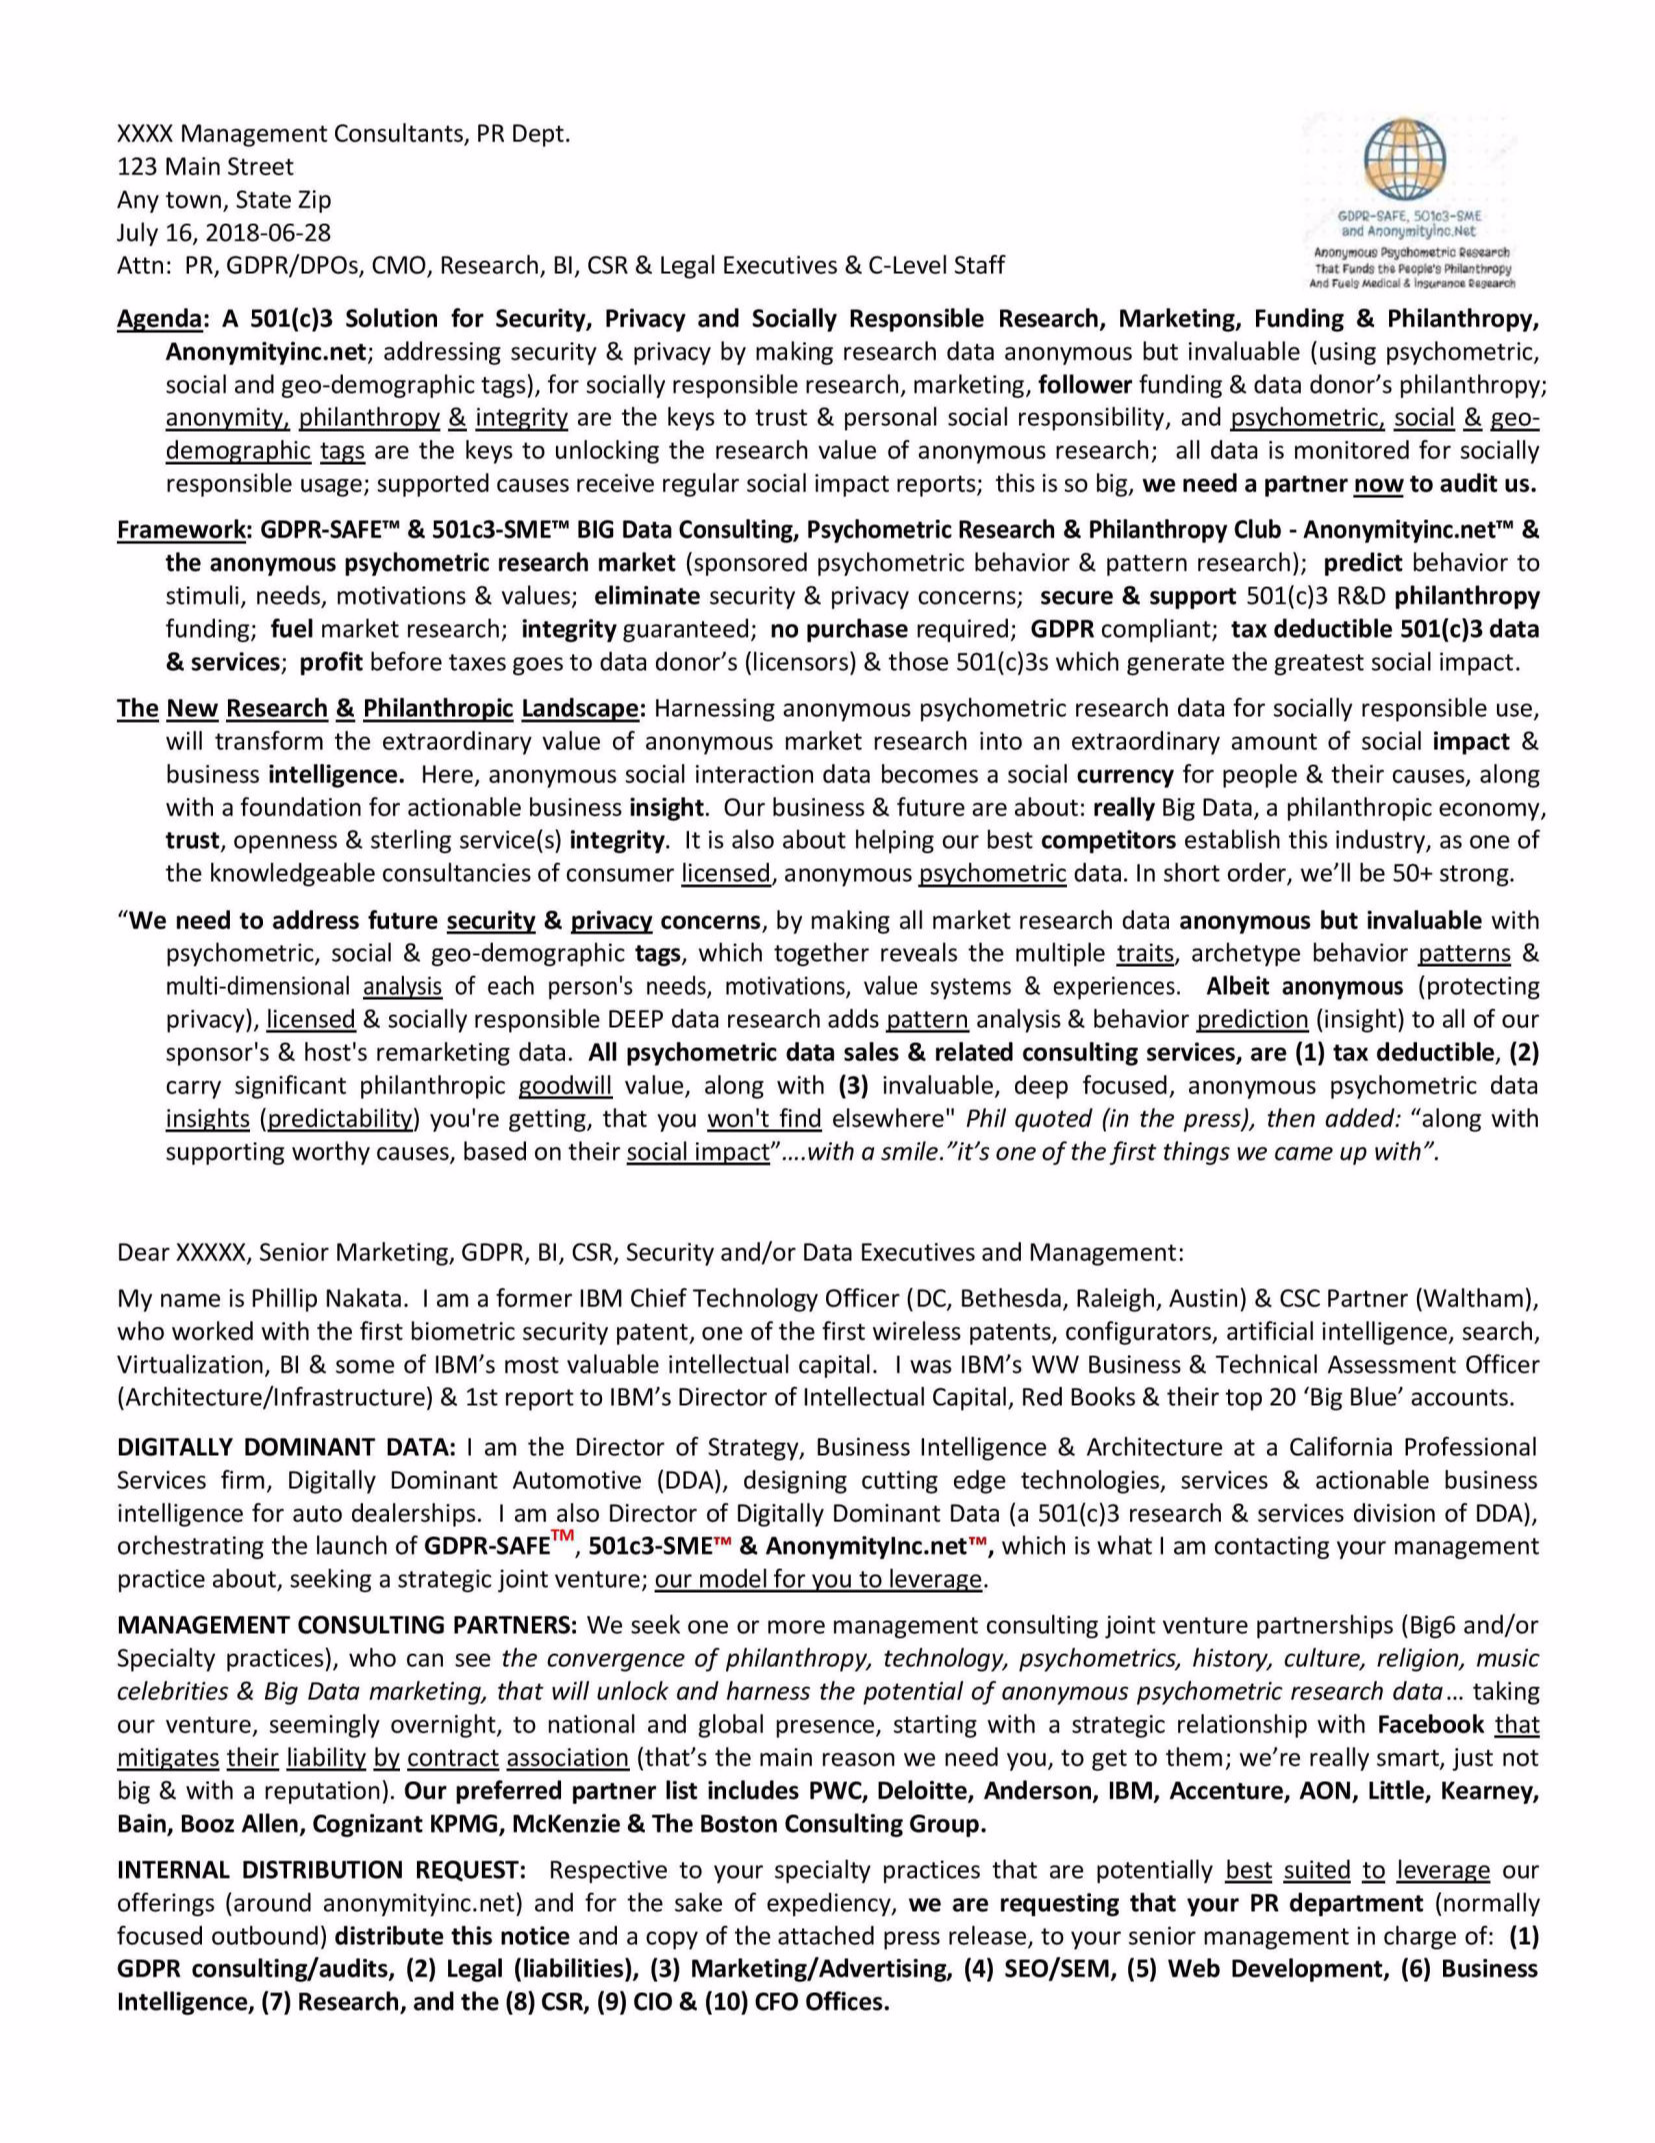 XXXX Management Consultants, PR Dept.
123 Main Street
Any town, State Zip
July 16, 2018-06-28
Attn:  PR, GDPR/DPOs, CMO, Research, BI, CSR & Legal Executives & C-Level Staff
GDPR-SAFE, 501c3-SME
and AnonymityInc.Net
Anonymous Psychometric Research
That Funds the People's Philanthropy
And Fuels Medical & Insurance Research
Agenda: A 501(c)3 Solution for Security, Privacy and Socially Responsible Research, Marketing, Funding & Philanthropy,
Anonymityinc.net; addressing security & privacy by making research data anonymous but invaluable (using psychometric,
social and geo-demographic tags), for socially responsible research, marketing, follower funding & data donor's philanthropy;
anonymity, philanthropy & integrity are the keys to trust & personal social responsibility, and psychometric, social & geo-
demographic tags are the keys to unlocking the research value of anonymous research;  all data is monitored for socially
responsible usage; supported causes receive regular social impact reports;  this is so big, we need a partner now to audit us.
Framework: GDPR-SAFE™ & 501c3-SME™ BIG Data Consulting, Psychometric Research & Philanthropy Club - Anonymityinc.net™ &
the anonymous psychometric research market (sponsored psychometric behavior & pattern research);  predict behavior to
stimuli, needs, motivations & values;  eliminate security & privacy concerns;  secure & support 501(c)3 R&D philanthropy
funding;  fuel market research;  integrity guaranteed;  no purchase required;  GDPR compliant;  tax deductible 501(c)3 data
& services;  profit before taxes goes to data donor's (licensors) & those 501(c)3s which generate the greatest social impact.
The New Research & Philanthropic Landscape: Harnessing anonymous psychometric research data for socially responsible use,
will transform the extraordinary value of anonymous market research into an extraordinary amount of social impact &
business intelligence.  Here, anonymous social interaction data becomes a social currency for people & their causes, along
with a foundation for actionable business insight.  Our business & future are about: really Big Data, a philanthropic economy,
trust, openness & sterling service(s) integrity.  It is also about helping our best competitors establish this industry, as one of
the knowledgeable consultancies of consumer licensed, anonymous psychometric data. In short order, we'll be 50+ strong.
“We need to address future security & privacy concerns, by making all market research data anonymous but invaluable with
psychometric, social & geo-demographic tags, which together reveals the multiple traits, archetype behavior patterns &
multi-dimensional analysis of each person's needs, motivations, value systems & experiences.  Albeit anonymous (protecting
privacy), licensed & socially responsible DEEP data research adds pattern analysis & behavior prediction (insight) to all of our
sponsor's & host's remarketing data.  All psychometric data sales & related consulting services, are (1) tax deductible, (2)
carry significant philanthropic goodwill value, along with (3) invaluable, deep focused, anonymous psychometric data
insights (predictability) you're getting, that you won't find elsewhere" Phil quoted (in the press), then added: “along with
supporting worthy causes, based on their social impact”....with a smile.”it's one of the first things we came up with”.
Dear XXXXX, Senior Marketing, GDPR, BI, CSR, Security and/or Data Executives and Management:
My name is Phillip Nakata.  I am a former IBM Chief Technology Officer (DC, Bethesda, Raleigh, Austin) & CSC Partner (Waltham),
who worked with the first biometric security patent, one of the first wireless patents, configurators, artificial intelligence, search,
Virtualization, BI & some of IBM's most valuable intellectual capital.  I was IBM's WW Business & Technical Assessment Officer
(Architecture/Infrastructure) & 1st report to IBM's Director of Intellectual Capital, Red Books & their top 20 ‘Big Blue’ accounts.
DIGITALLY DOMINANT DATA: I am the Director of Strategy, Business Intelligence & Architecture at a California Professional
Services firm, Digitally Dominant Automotive (DDA), designing cutting edge technologies, services & actionable business
intelligence for auto dealerships.  I am also Director of Digitally Dominant Data (a 501(c)3 research & services division of DDA),
orchestrating the launch of GDPR-SAFE™, 501c3-SME™ & AnonymityInc.net™, which is what I am contacting your management
practice about, seeking a strategic joint venture; our model for you to leverage.
MANAGEMENT CONSULTING PARTNERS: We seek one or more management consulting joint venture partnerships (Big6 and/or
Specialty practices), who can see the convergence of philanthropy, technology, psychometrics, history, culture, religion, music
celebrities & Big Data marketing, that will unlock and harness the potential of anonymous psychometric research data… taking
our venture, seemingly overnight, to national and global presence, starting with a strategic relationship with Facebook that
mitigates their liability by contract association (that's the main reason we need you, to get to them; we're really smart, just not
big & with a reputation). Our preferred partner list includes PWC, Deloitte, Anderson, IBM, Accenture, AON, Little, Kearney,
Bain, Booz Allen, Cognizant KPMG, McKenzie & The Boston Consulting Group.
INTERNAL DISTRIBUTION REQUEST:  Respective to your specialty practices that are potentially best suited to leverage our
offerings (around anonymityinc.net) and for the sake of expediency, we are requesting that your PR department (normally
focused outbound) distribute this notice and a copy of the attached press release, to your senior management in charge of:  (1)
GDPR consulting/audits, (2) Legal (liabilities), (3) Marketing/Advertising, (4) SEO/SEM, (5) Web Development, (6) Business
Intelligence, (7) Research, and the (8) CSR, (9) CIO & (10) CFO Offices.